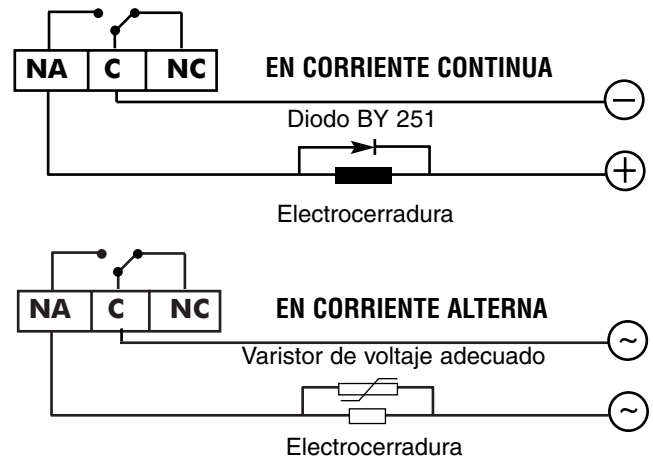 NA C NC
EN CORRIENTE CONTINUA
−
Diodo BY 251
+
Electrocerradura
NA C NC
EN CORRIENTE ALTERNA
~
Varistor de voltaje adecuado
~
Electrocerradura